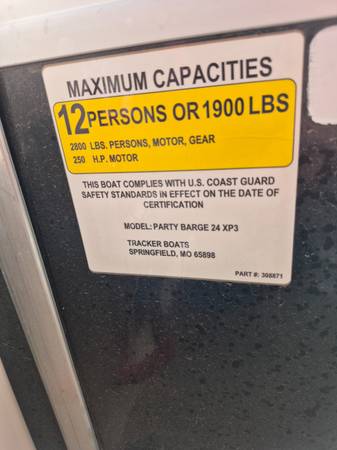 MAXIMUM CAPACITIES
12 PERSONS OR 1900 LBS
2800 LBS. PERSONS, MOTOR, GEAR
250 H.P. MOTOR
THIS BOAT COMPLIES WITH U.S. COAST GUARD
SAFETY STANDARDS IN EFFECT ON THE DATE OF
CERTIFICATION
MODEL: PARTY BARGE 24 XP3
TRACKER BOATS
SPRINGFIELD, MO 65898
PART #: 308871